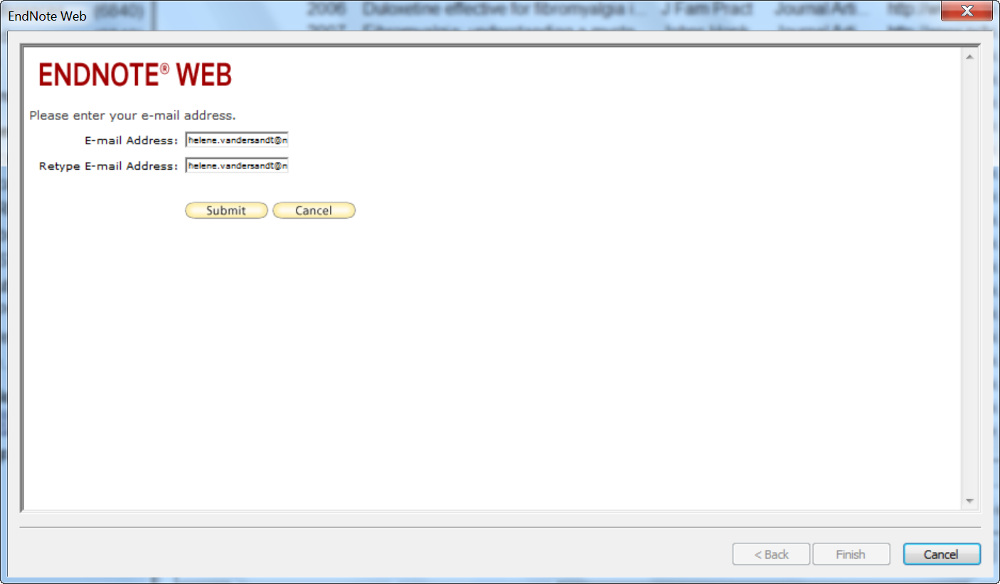 (6840) 2006 Duloxetine effective for fibromyalgia i... J Fam Pract Journal Arti... http://w
EndNote Web
2007
ENDNOTE® WEB
Please enter your e-mail address.
E-mail Address: helene.vandersandt@n
Retype E-mail Address: helene.vandersandt@n
Submit Cancel
< Back Finish Cancel